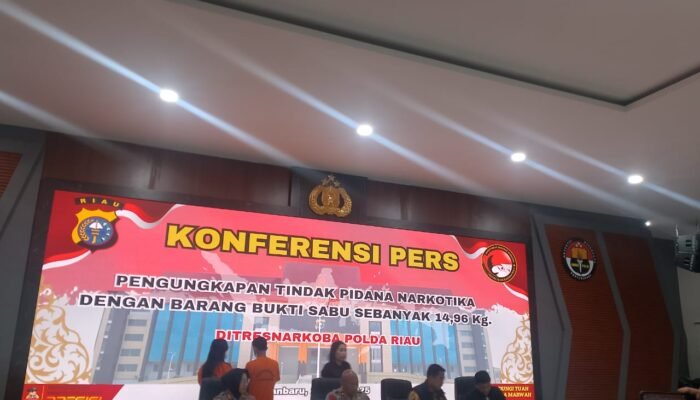 RIAU
KONFERENSI PERS
PENGUNGKAPAN TINDAK PIDANA NARKOTIKA
DENGAN BARANG BUKTI SABU SEBANYAK 14,96 Kg.
DITRESNARKOBA POLDA RIAU